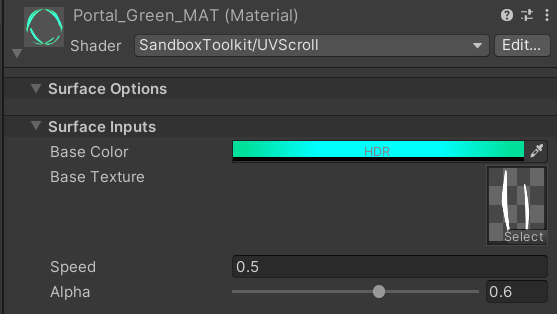 Portal_Green_MAT (Material)
Shader SandboxToolkit/UVScroll Edit...
Surface Options
Surface Inputs
Base Color HDR
Base Texture
Select
Speed 0.5
Alpha 0.6